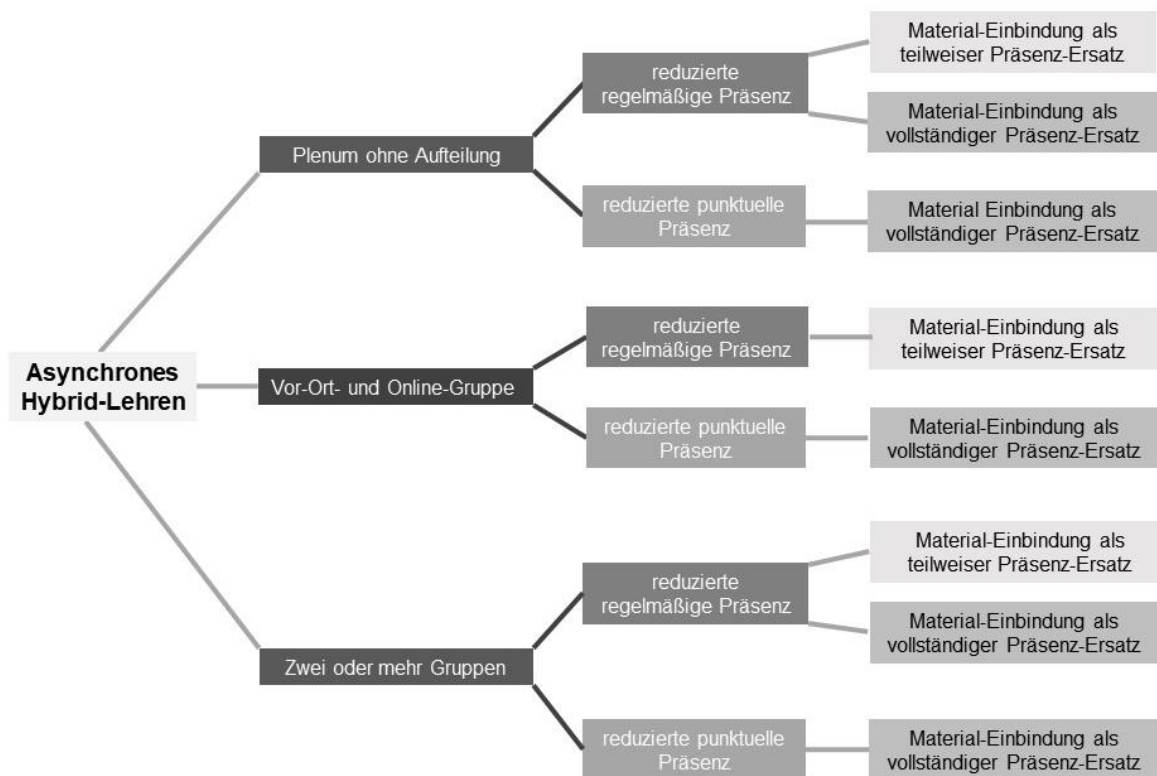 Asynchrones
Hybrid-Lehren
Plenum ohne Aufteilung
reduzierte
regelmäßige Präsenz
Material-Einbindung als
teilweiser Präsenz-Ersatz
Material-Einbindung als
vollständiger Präsenz-Ersatz
reduzierte punktuelle
Präsenz
Material Einbindung als
vollständiger Präsenz-Ersatz
Vor-Ort- und Online-Gruppe
reduzierte
regelmäßige Präsenz
Material-Einbindung als
teilweiser Präsenz-Ersatz
reduzierte punktuelle
Präsenz
Material-Einbindung als
vollständiger Präsenz-Ersatz
Zwei oder mehr Gruppen
reduzierte
regelmäßige Präsenz
Material-Einbindung als
teilweiser Präsenz-Ersatz
Material-Einbindung als
vollständiger Präsenz-Ersatz
reduzierte punktuelle
Präsenz
Material-Einbindung als
vollständiger Präsenz-Ersatz